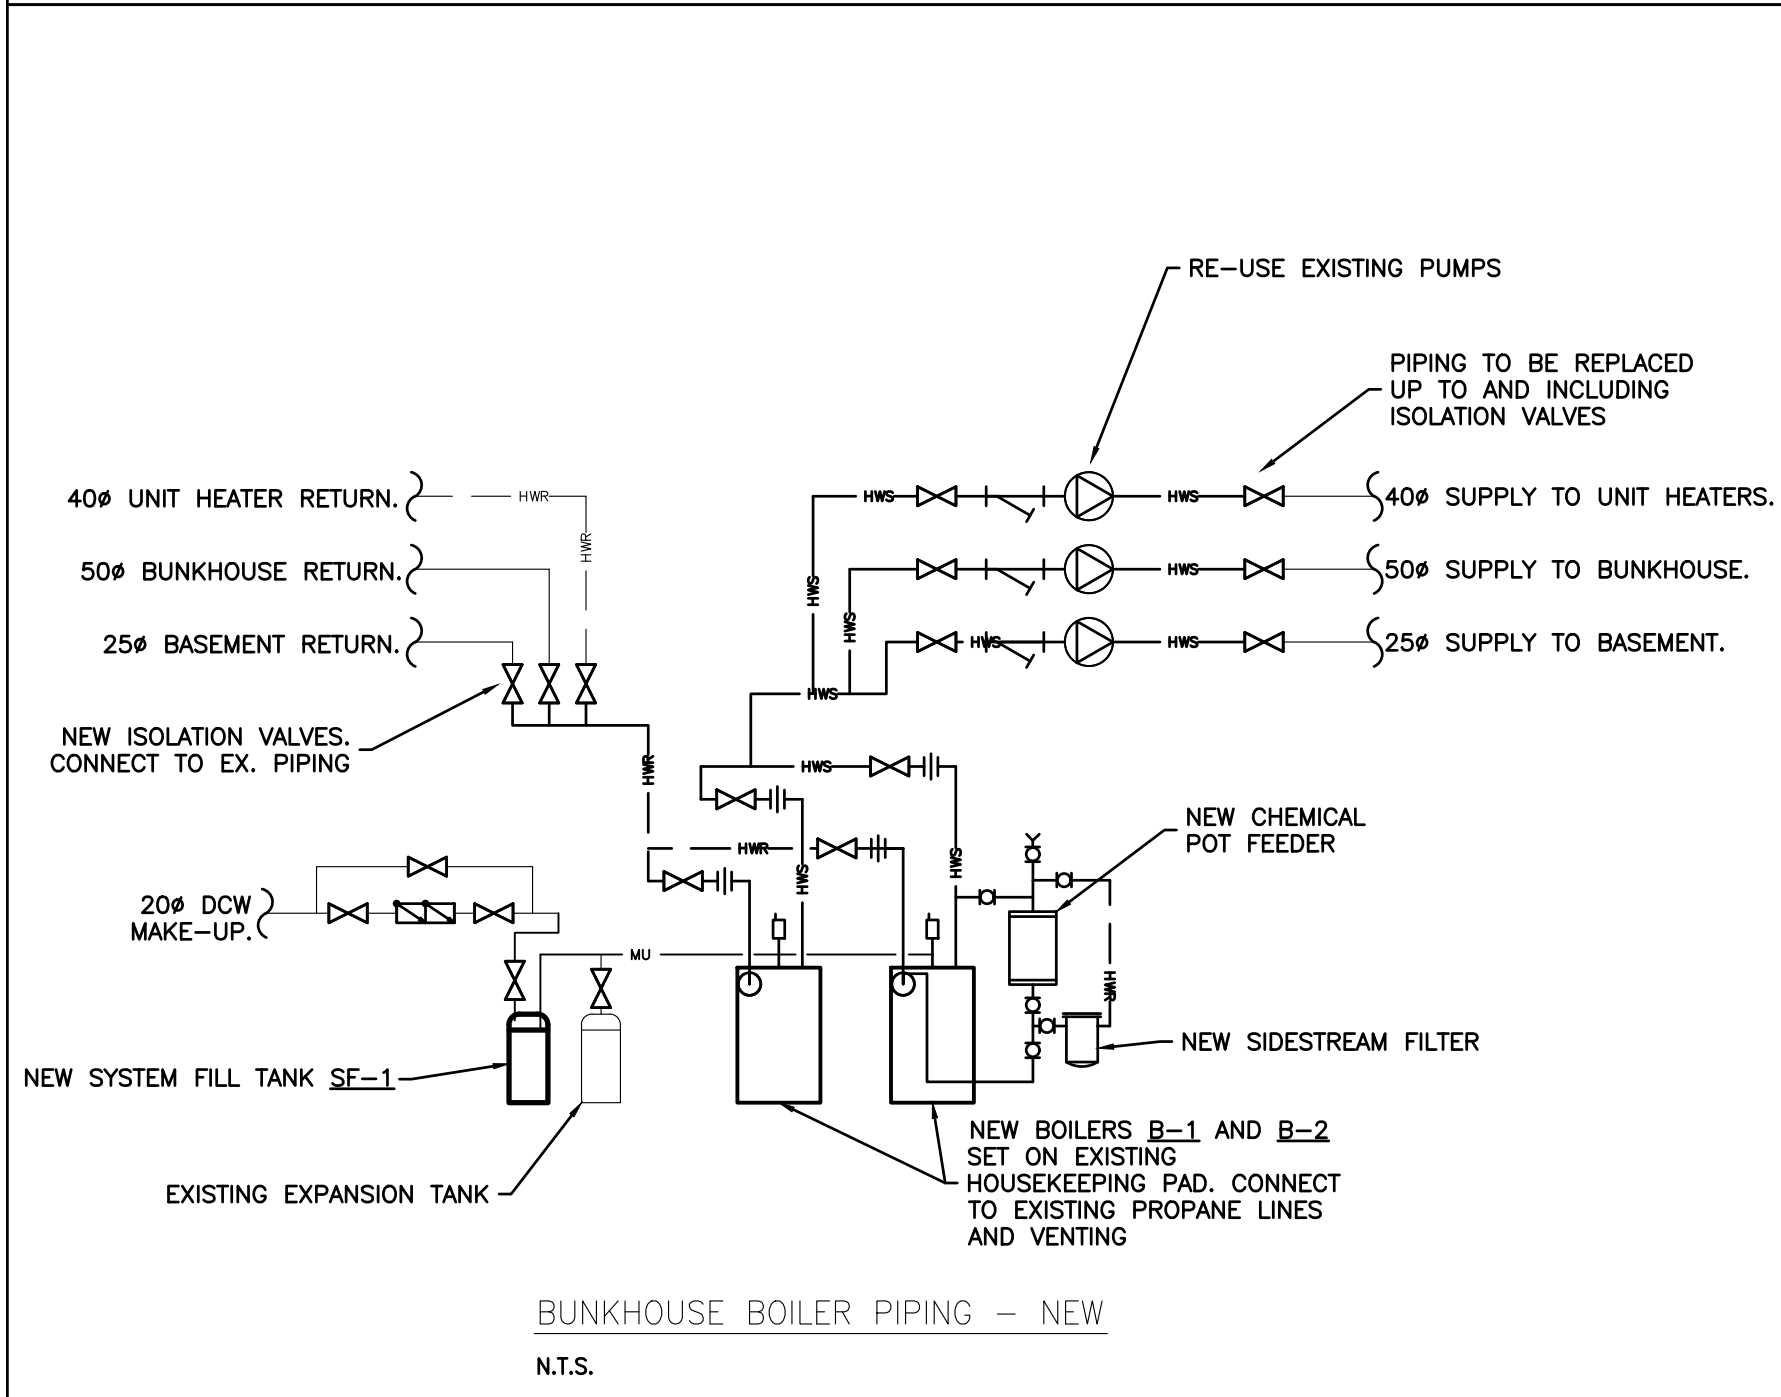 RE-USE EXISTING PUMPS
PIPING TO BE REPLACED
UP TO AND INCLUDING
ISOLATION VALVES
40ø UNIT HEATER RETURN.
HWR
HWR
50ø BUNKHOUSE RETURN.
25ø BASEMENT RETURN.
HWS
HWS
40ø SUPPLY TO UNIT HEATERS.
HWS
HWS
50ø SUPPLY TO BUNKHOUSE.
HWS
HWS
HWS
25ø SUPPLY TO BASEMENT.
HWS
NEW ISOLATION VALVES.
CONNECT TO EX. PIPING
HWR
HWS
HWR
HWS
HWS
NEW CHEMICAL
POT FEEDER
20ø DCW
MAKE-UP.
MU
HWR
NEW SIDESTREAM FILTER
NEW SYSTEM FILL TANK SF-1
EXISTING EXPANSION TANK
NEW BOILERS B-1 AND B-2
SET ON EXISTING
HOUSEKEEPING PAD. CONNECT
TO EXISTING PROPANE LINES
AND VENTING
BUNKHOUSE BOILER PIPING - NEW
N.T.S.